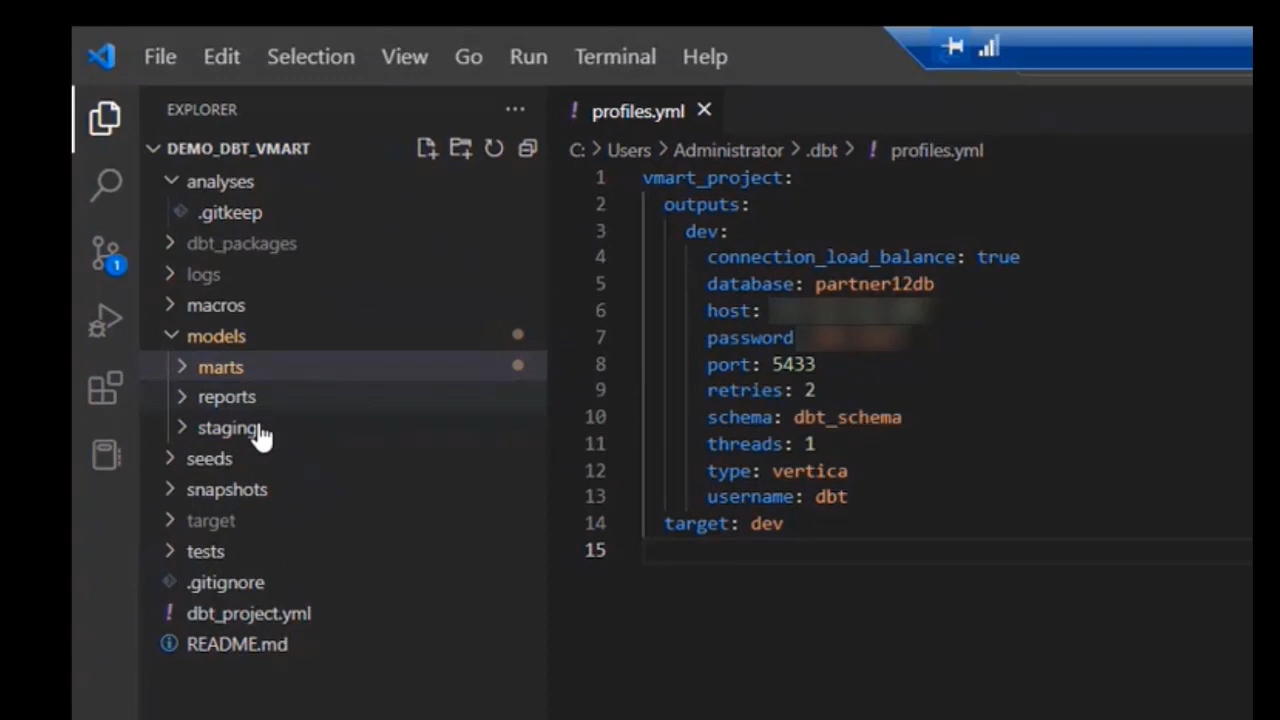 File Edit Selection View Go Run Terminal Help
EXPLORER ...
DEMO_DBT_VMART
analyses
.gitkeep
dbt_packages
logs
macros
models
marts
reports
staging
seeds
snapshots
target
tests
.gitignore
dbt_project.yml
README.md
1
! profiles.yml
C: > Users > Administrator > .dbt > ! profiles.yml
1 vmart_project:
2 outputs:
3 dev:
4 connection_load_balance: true
5 database: partner12db
6 host:
7 password
8 port: 5433
9 retries: 2
10 schema: dbt_schema
11 threads: 1
12 type: vertica
13 username: dbt
14 target: dev
15